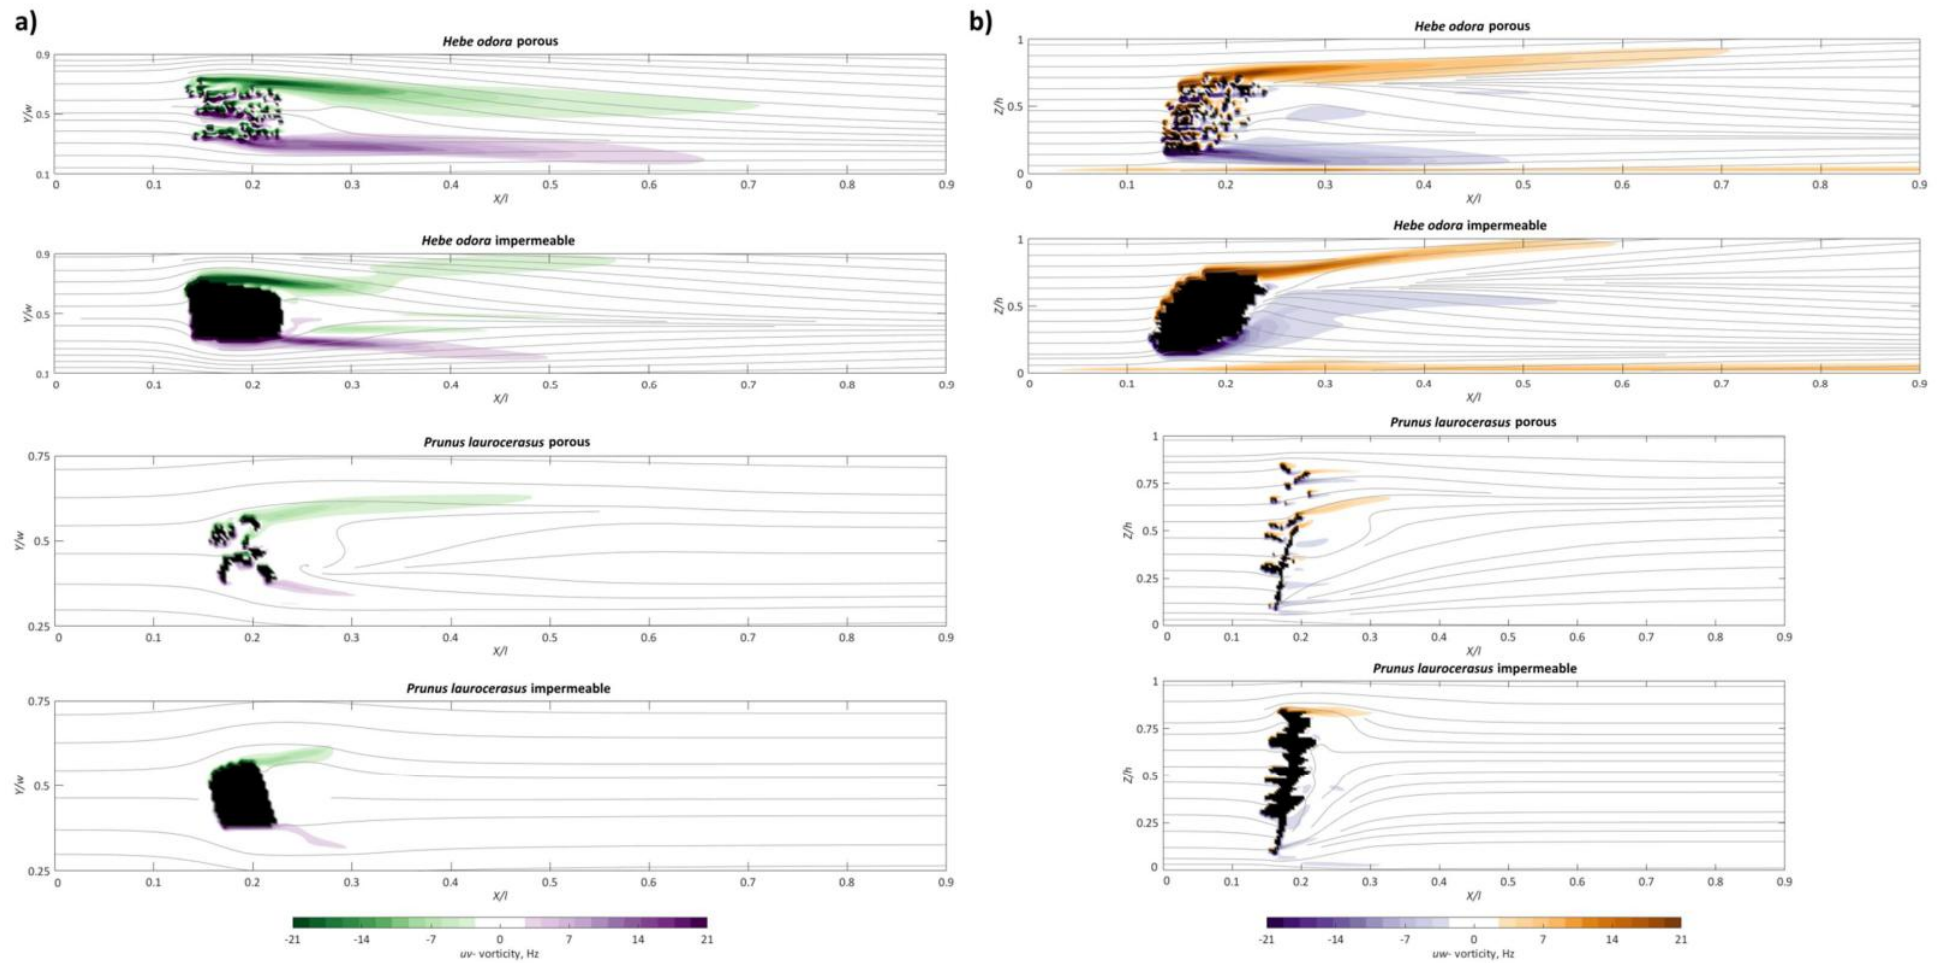 a)
Hebe odora porous
0.9
0.5
0.1
Y/w
0 0.1 0.2 0.3 0.4 0.5 0.6 0.7 0.8 0.9
X/l
Hebe odora impermeable
0.9
0.5
0.1
Y/w
0 0.1 0.2 0.3 0.4 0.5 0.6 0.7 0.8 0.9
X/l
Prunus laurocerasus porous
0.75
0.5
0.25
Y/w
0 0.1 0.2 0.3 0.4 0.5 0.6 0.7 0.8 0.9
X/l
Prunus laurocerasus impermeable
0.75
0.5
0.25
Y/w
0 0.1 0.2 0.3 0.4 0.5 0.6 0.7 0.8 0.9
X/l
-21 -14 -7 0 7 14 21
uv- vorticity, Hz
b)
Hebe odora porous
1
0.5
0
Z/h
0 0.1 0.2 0.3 0.4 0.5 0.6 0.7 0.8 0.9
X/l
Hebe odora impermeable
1
0.5
0
Z/h
0 0.1 0.2 0.3 0.4 0.5 0.6 0.7 0.8 0.9
X/l
Prunus laurocerasus porous
1
0.75
0.5
0.25
0
Z/h
0 0.1 0.2 0.3 0.4 0.5 0.6 0.7 0.8 0.9
X/l
Prunus laurocerasus impermeable
1
0.75
0.5
0.25
0
Z/h
0 0.1 0.2 0.3 0.4 0.5 0.6 0.7 0.8 0.9
X/l
-21 -14 -7 0 7 14 21
uw- vorticity, Hz